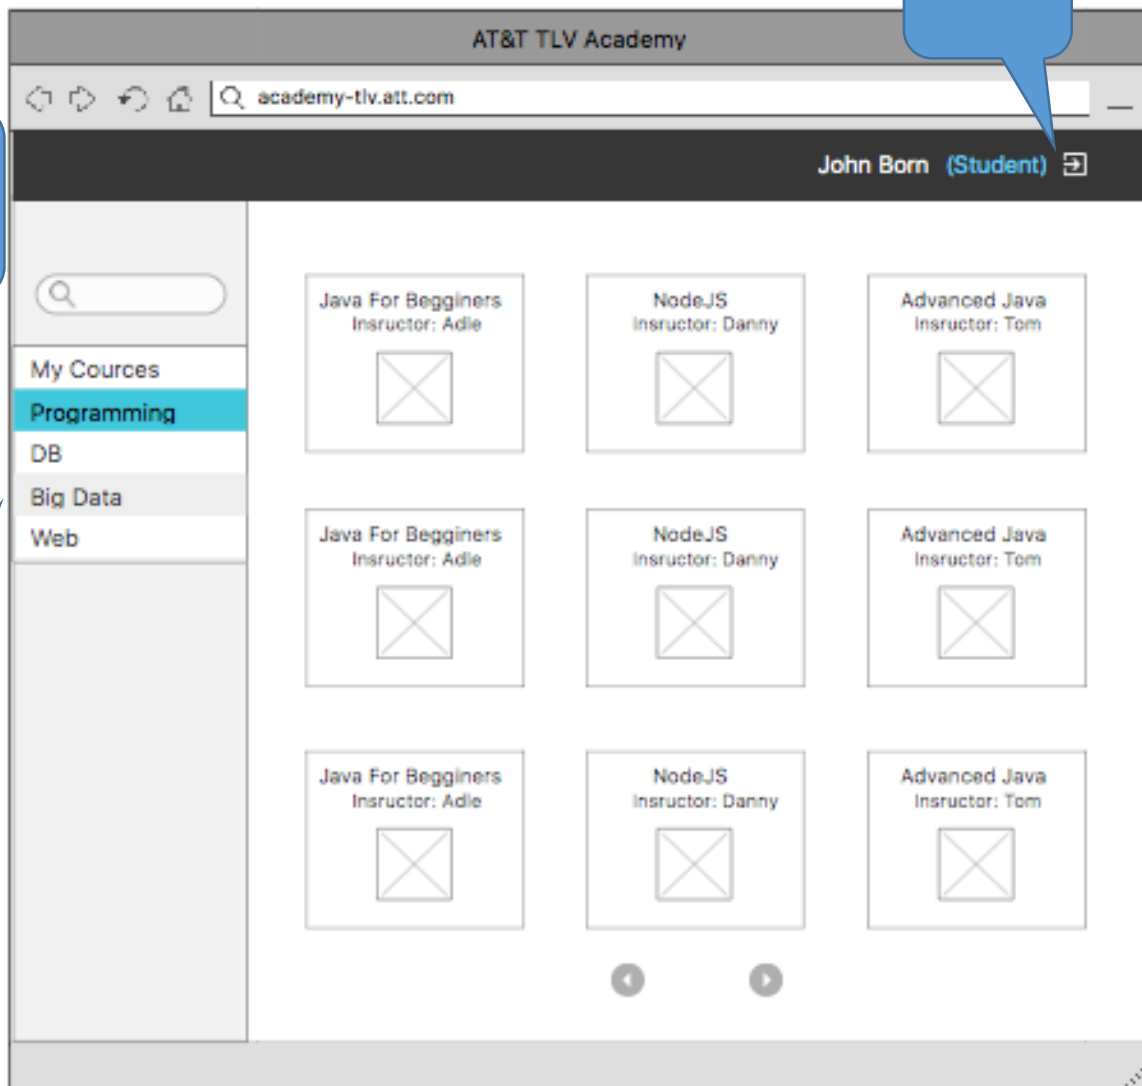 AT&T TLV Academy
academy-tlv.att.com
John Born (Student)
My Cources
Programming
DB
Big Data
Web
Java For Begginers
Insructor: Adle
NodeJS
Insructor: Danny
Advanced Java
Insructor: Tom
Java For Begginers
Insructor: Adle
NodeJS
Insructor: Danny
Advanced Java
Insructor: Tom
Java For Begginers
Insructor: Adle
NodeJS
Insructor: Danny
Advanced Java
Insructor: Tom